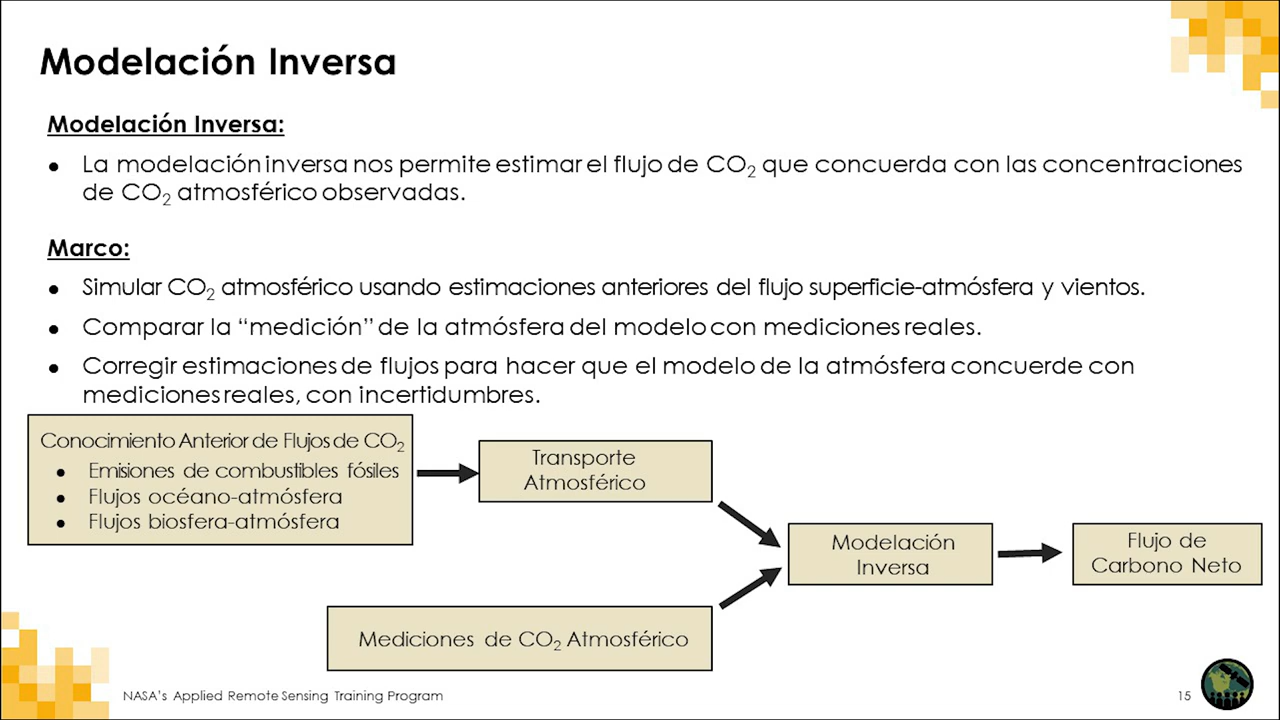 Modelación Inversa
Modelación Inversa:
● La modelación inversa nos permite estimar el flujo de CO₂ que concuerda con las concentraciones
de CO₂ atmosférico observadas.
Marco:
● Simular CO₂ atmosférico usando estimaciones anteriores del flujo superficie-atmósfera y vientos.
● Comparar la “medición” de la atmósfera del modelo con mediciones reales.
● Corregir estimaciones de flujos para hacer que el modelo de la atmósfera concuerde con
mediciones reales, con incertidumbres.
Conocimiento Anterior de Flujos de CO₂
● Emisiones de combustibles fósiles
● Flujos océano-atmósfera
● Flujos biosfera-atmósfera
Transporte
Atmosférico
Modelación
Inversa
Flujo de
Carbono Neto
Mediciones de CO₂ Atmosférico
NASA's Applied Remote Sensing Training Program
15